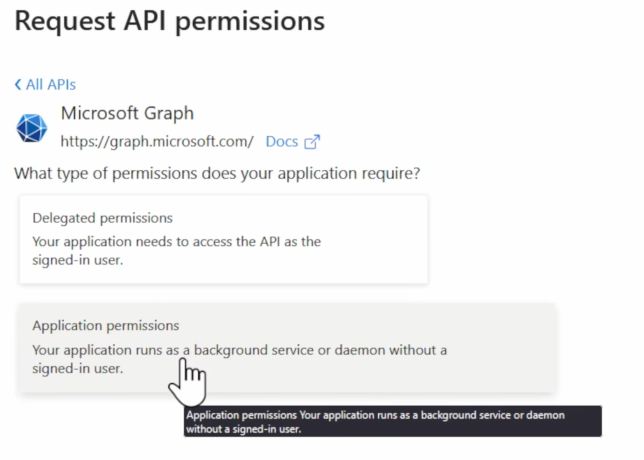 Request API permissions
All APIs
Microsoft Graph
https://graph.microsoft.com/ Docs
What type of permissions does your application require?
Delegated permissions
Your application needs to access the API as the
signed-in user.
Application permissions
Your application runs as a background service or daemon without a
signed-in user.
Application permissions Your application runs as a background service or daemon
without a signed-in user.